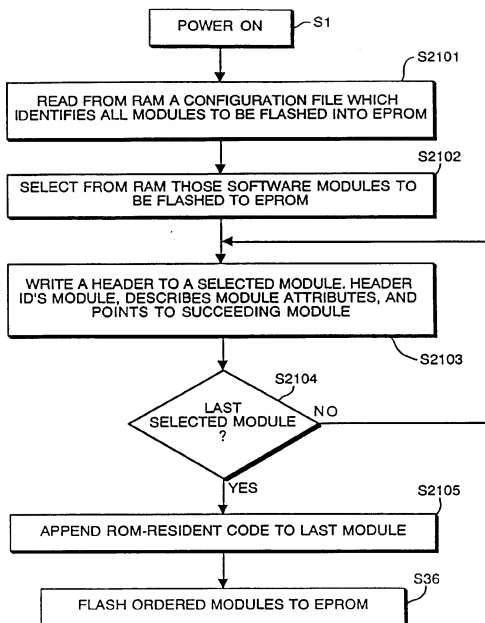 POWER ON
S1
S2101
READ FROM RAM A CONFIGURATION FILE WHICH
IDENTIFIES ALL MODULES TO BE FLASHED INTO EPROM
S2102
SELECT FROM RAM THOSE SOFTWARE MODULES TO
BE FLASHED TO EPROM
WRITE A HEADER TO A SELECTED MODULE. HEADER
ID'S MODULE, DESCRIBES MODULE ATTRIBUTES, AND
POINTS TO SUCCEEDING MODULE
S2103
S2104
LAST
SELECTED MODULE
?
NO
YES
S2105
APPEND ROM-RESIDENT CODE TO LAST MODULE
S36
FLASH ORDERED MODULES TO EPROM